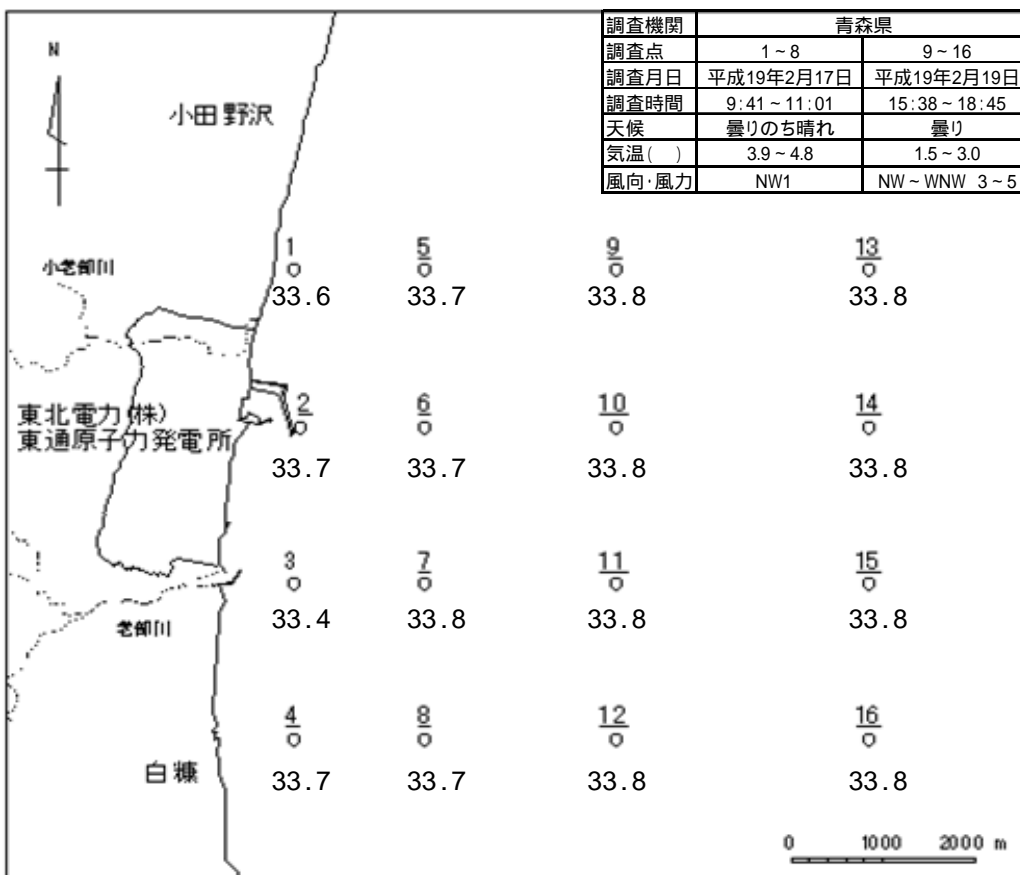 調査機関 青森県
調査点 1~8 9~16
調査月日 平成19年2月17日 平成19年2月19日
調査時間 9:41~11:01 15:38~18:45
天候 曇りのち晴れ 曇り
気温( ) 3.9~4.8 1.5~3.0
風向・風力 NW1 NW~WNW 3~5
N
小田野沢
小老部川
1 5 9 13
33.6 33.7 33.8 33.8
東北電力(株)
東通原子力発電所
2 6 10 14
33.7 33.7 33.8 33.8
3 7 11 15
33.4 33.8 33.8 33.8
老部川
4 8 12 16
33.7 33.7 33.8 33.8
白糠
0 1000 2000 m